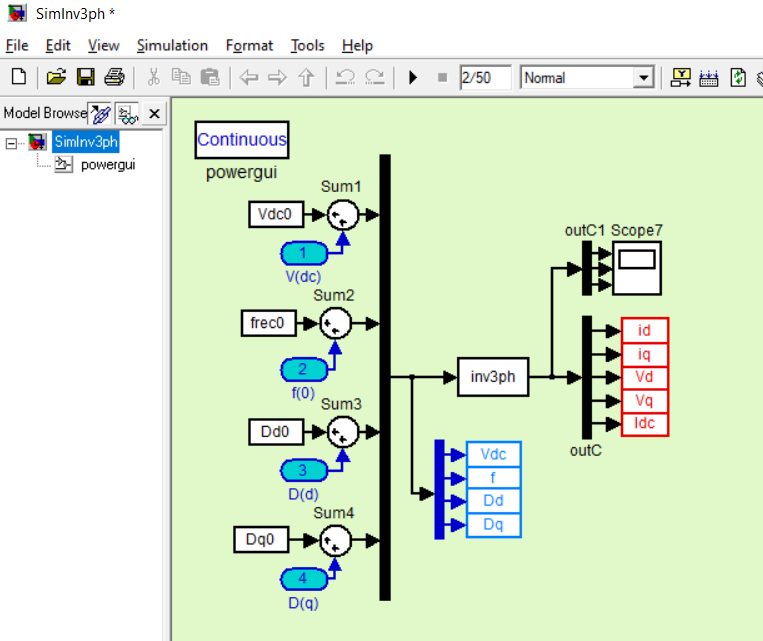 SimInv3ph *
File Edit View Simulation Format Tools Help
2/50 Normal
Model Browse
SimInv3ph
powergui
Continuous
powergui
Sum1
Vdc0
1
V(dc)
Sum2
frec0
2
f(0)
Sum3
Dd0
3
D(d)
Sum4
Dq0
4
D(q)
inv3ph
outC1 Scope7
id
iq
Vd
Vq
Idc
outC
Vdc
f
Dd
Dq